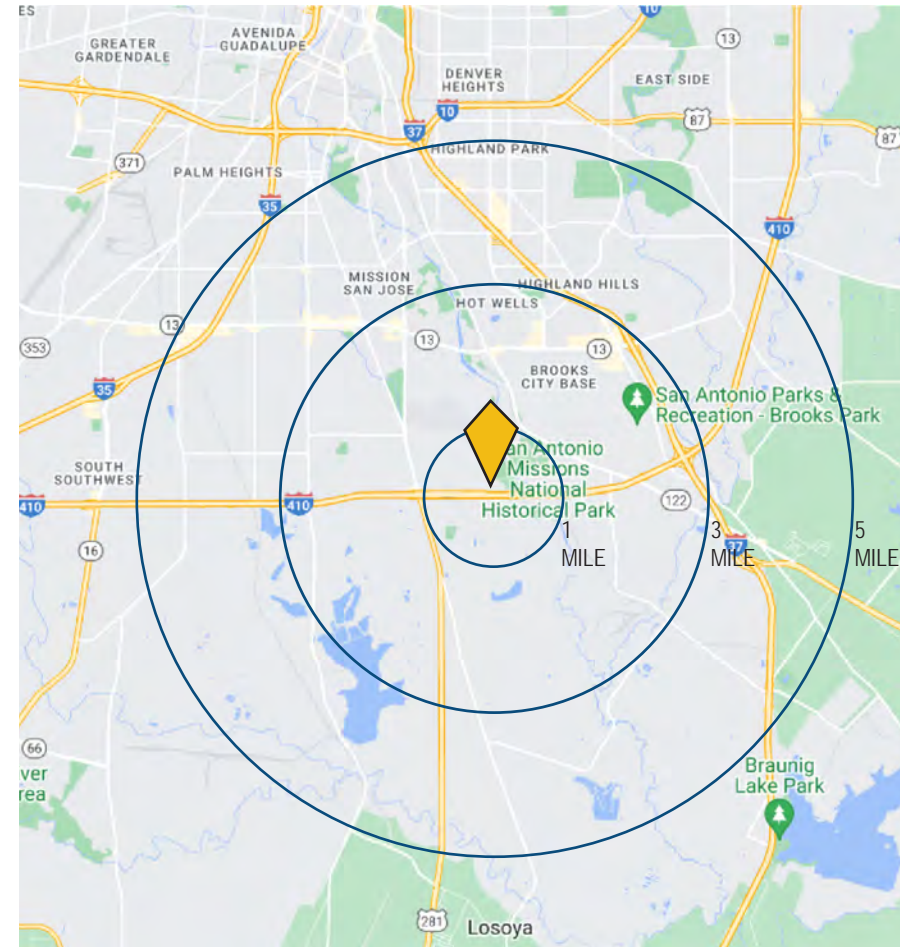 ES
AVENIDA
GUADALUPE
GREATER
GARDENDALE
10
13
DENVER
HEIGHTS
EAST SIDE
10
87
37
87
HIGHLAND PARK
371
PALM HEIGHTS
35
410
MISSION
SAN JOSE
HIGHLAND HILLS
HOT WELLS
13
13
353
13
BROOKS
CITY BASE
35
San Antonio Parks &
Recreation - Brooks Park
an Antonio
Missions
National
Historical Park
SOUTH
SOUTHWEST
410
410
122
1
MILE
3
MILE
5
MILE
37
16
66
ver
rea
Braunig
Lake Park
281
Losoya